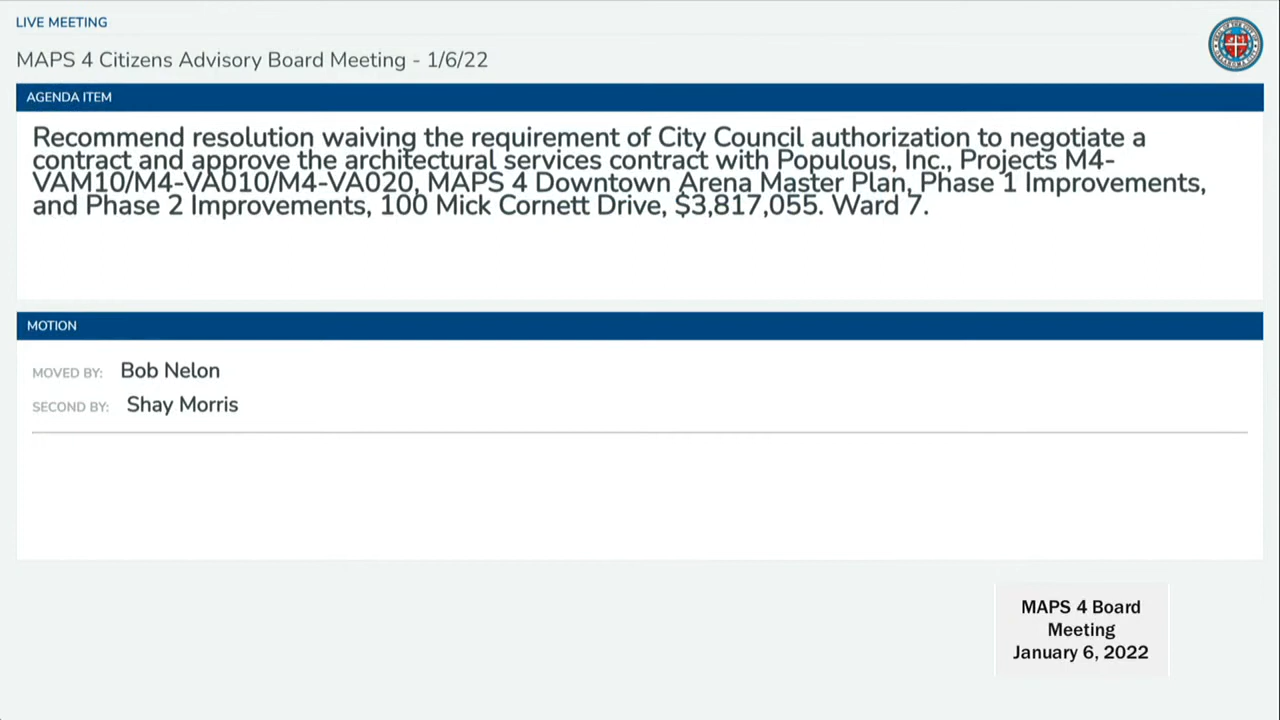 LIVE MEETING
MAPS 4 Citizens Advisory Board Meeting - 1/6/22
AGENDA ITEM
Recommend resolution waiving the requirement of City Council authorization to negotiate a
contract and approve the architectural services contract with Populous, Inc., Projects M4-
VAM10/M4-VA010/M4-VA020, MAPS 4 Downtown Arena Master Plan, Phase 1 Improvements,
and Phase 2 Improvements, 100 Mick Cornett Drive, $3,817,055. Ward 7.
MOTION
MOVED BY: Bob Nelon
SECOND BY: Shay Morris
MAPS 4 Board
Meeting
January 6, 2022